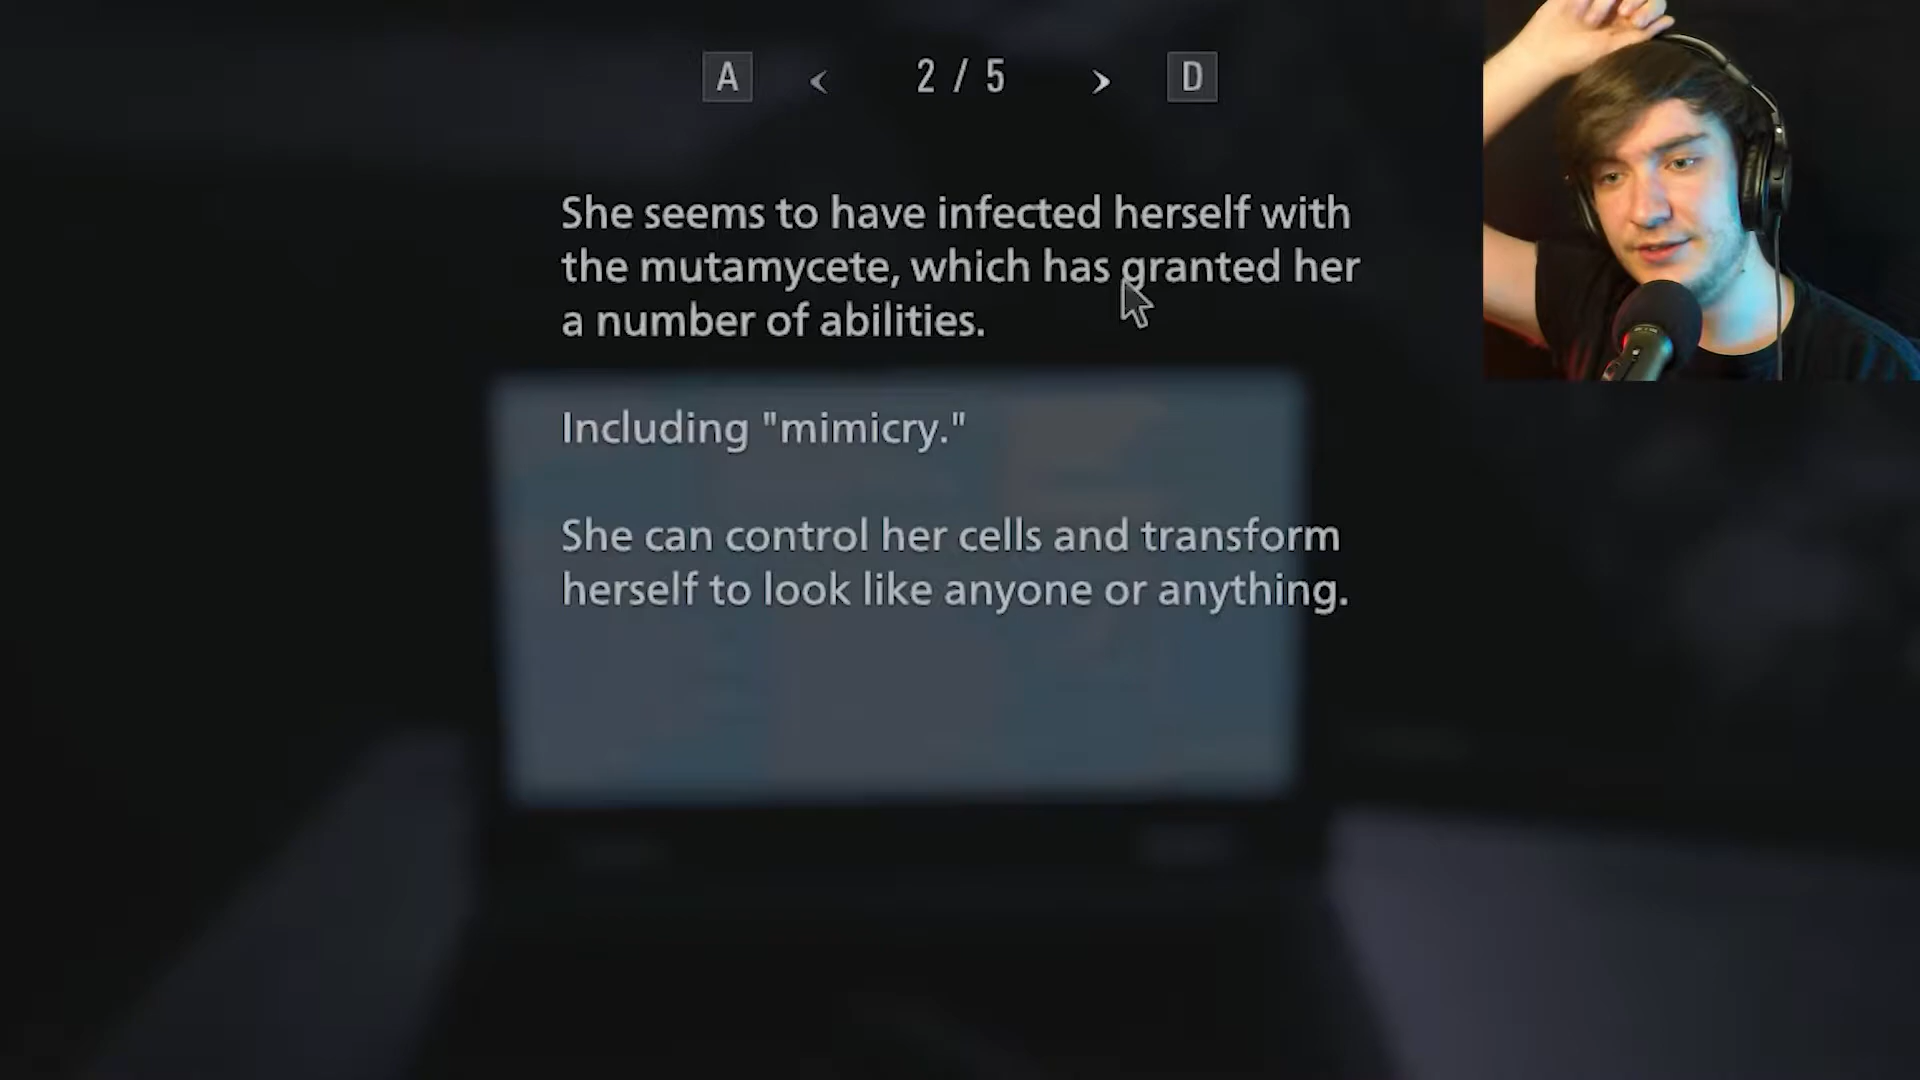 A < 2 / 5 > D
She seems to have infected herself with
the mutamycete, which has granted her
a number of abilities.
Including "mimicry."
She can control her cells and transform
herself to look like anyone or anything.